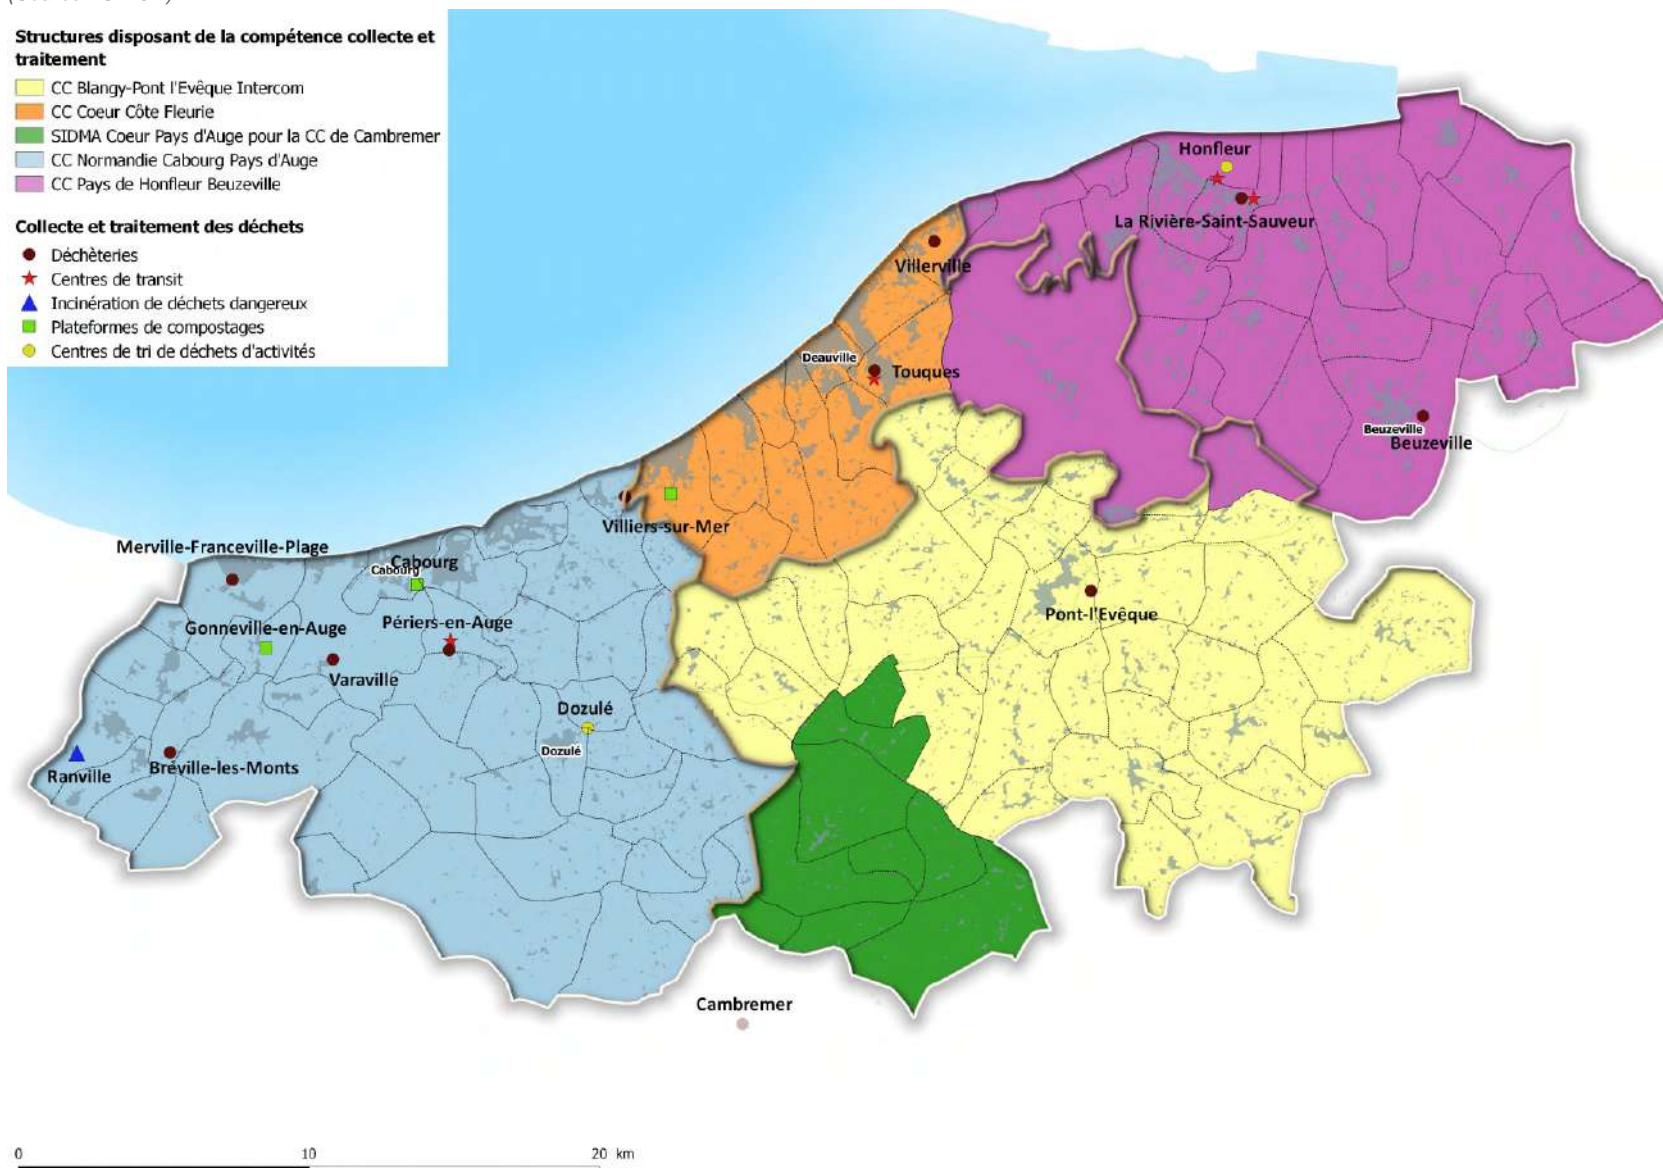 Structures disposant de la compétence collecte et
traitement
CC Blangy-Pont l'Evêque Intercom
CC Coeur Côte Fleurie
SIDMA Coeur Pays d'Auge pour la CC de Cambremer
CC Normandie Cabourg Pays d'Auge
CC Pays de Honfleur Beuzeville
Collecte et traitement des déchets
Déchèteries
Centres de transit
Incinération de déchets dangereux
Plateformes de compostages
Centres de tri de déchets d'activités
Honfleur
La Rivière-Saint-Sauveur
Villerville
Deauville
Touques
Beuzeville
Beuzeville
Villiers-sur-Mer
Merville-Franceville-Plage
Cabourg
Cabourg
Pont-l'Evêque
Gonneville-en-Auge
Périers-en-Auge
Varaville
Dozulé
Dozulé
Ranville
Bréville-les-Monts
Cambremer
0 10 20 km